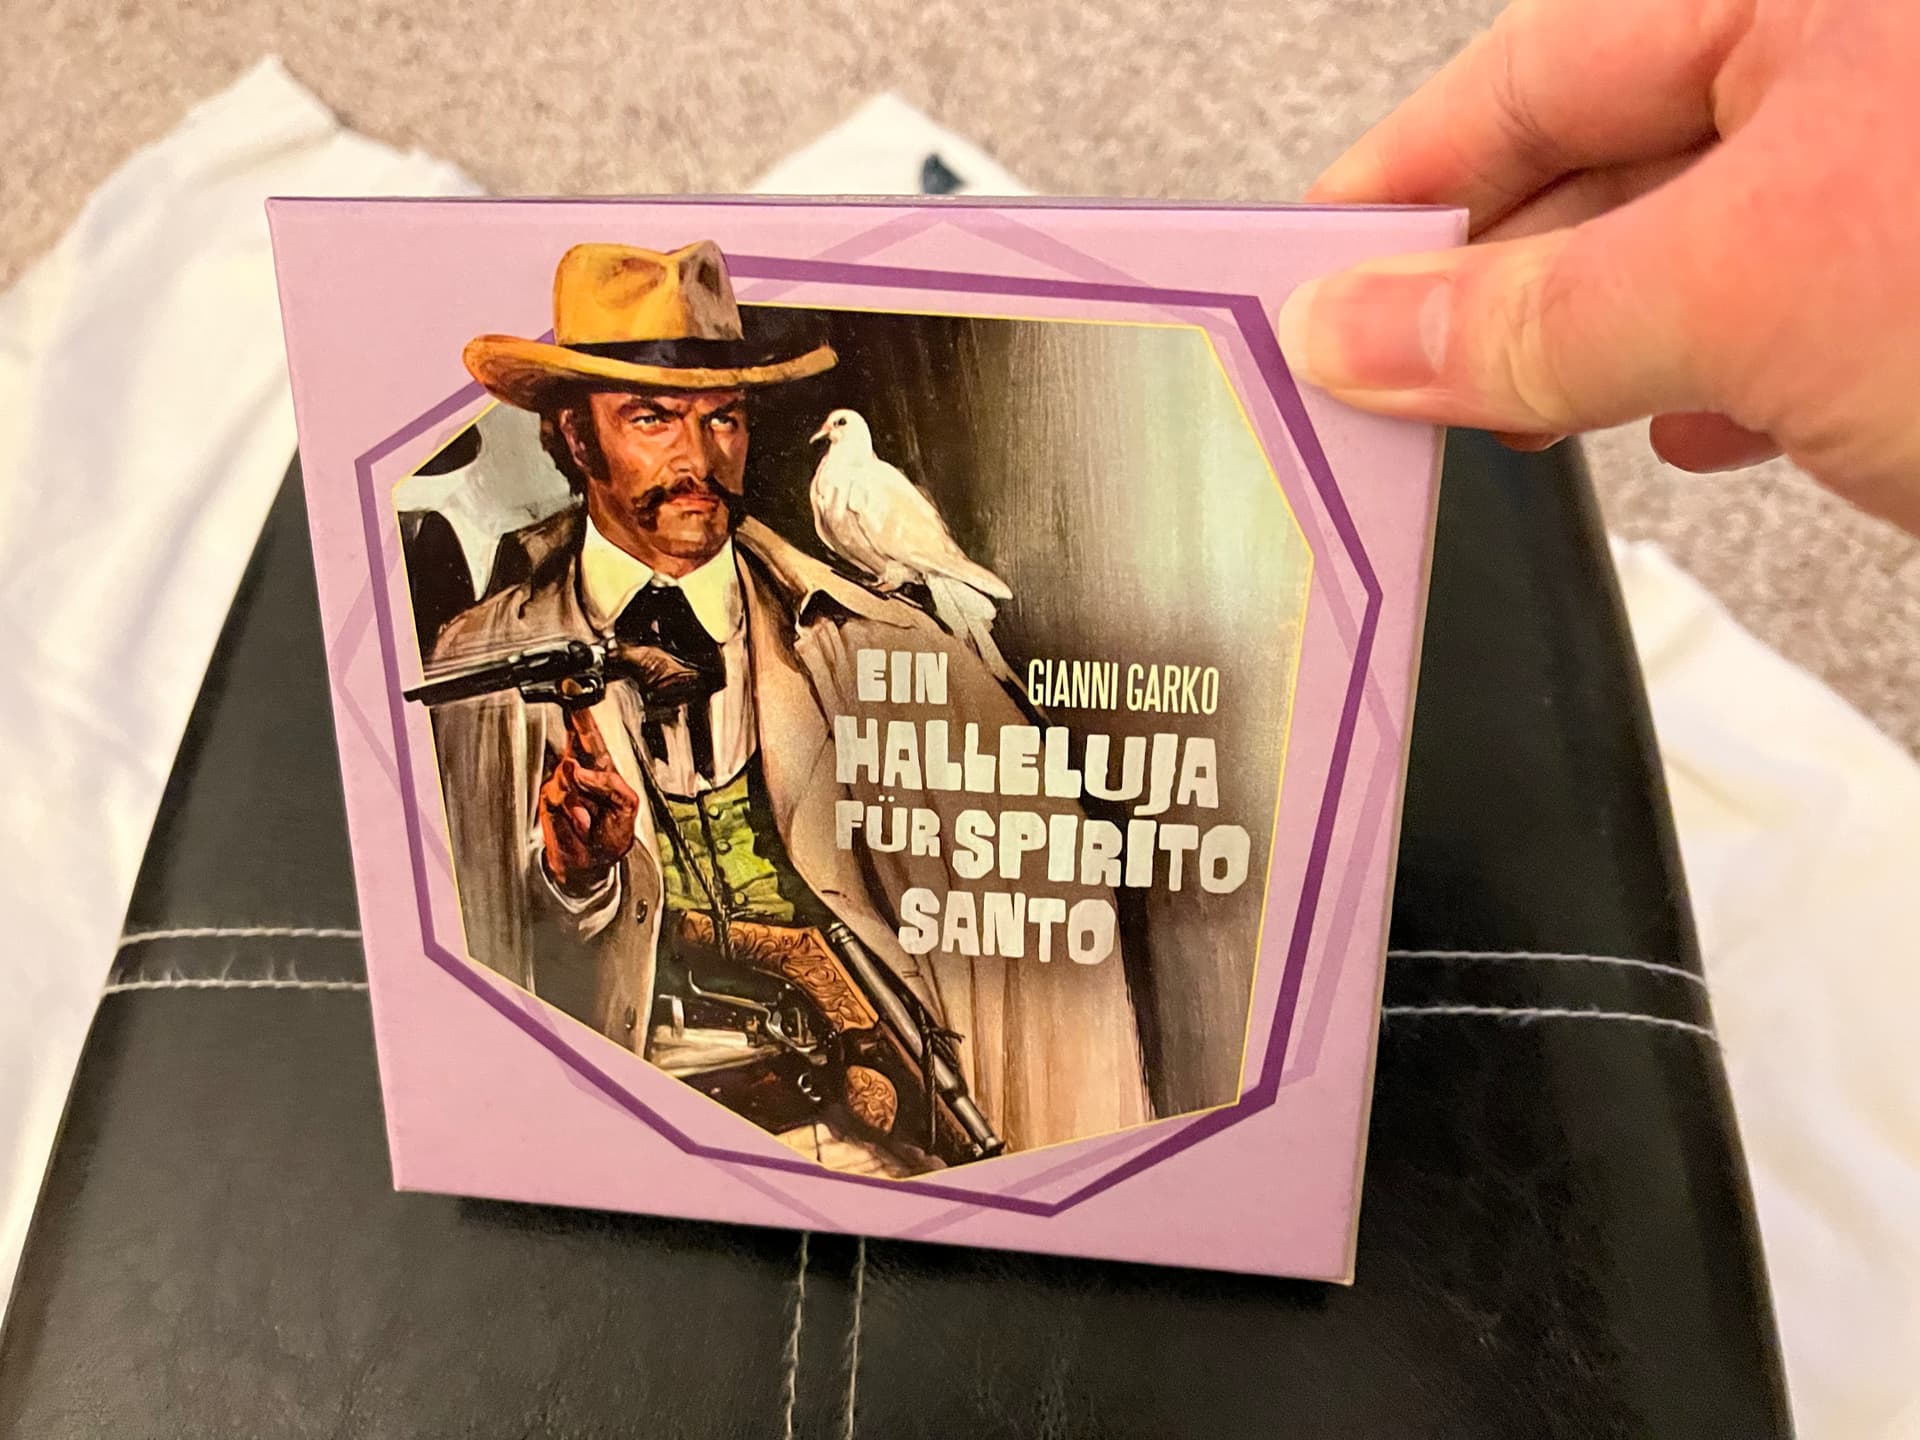 EIN
GIANNI GARKO
HALLELUJA
FÜR SPIRITO
SANTO